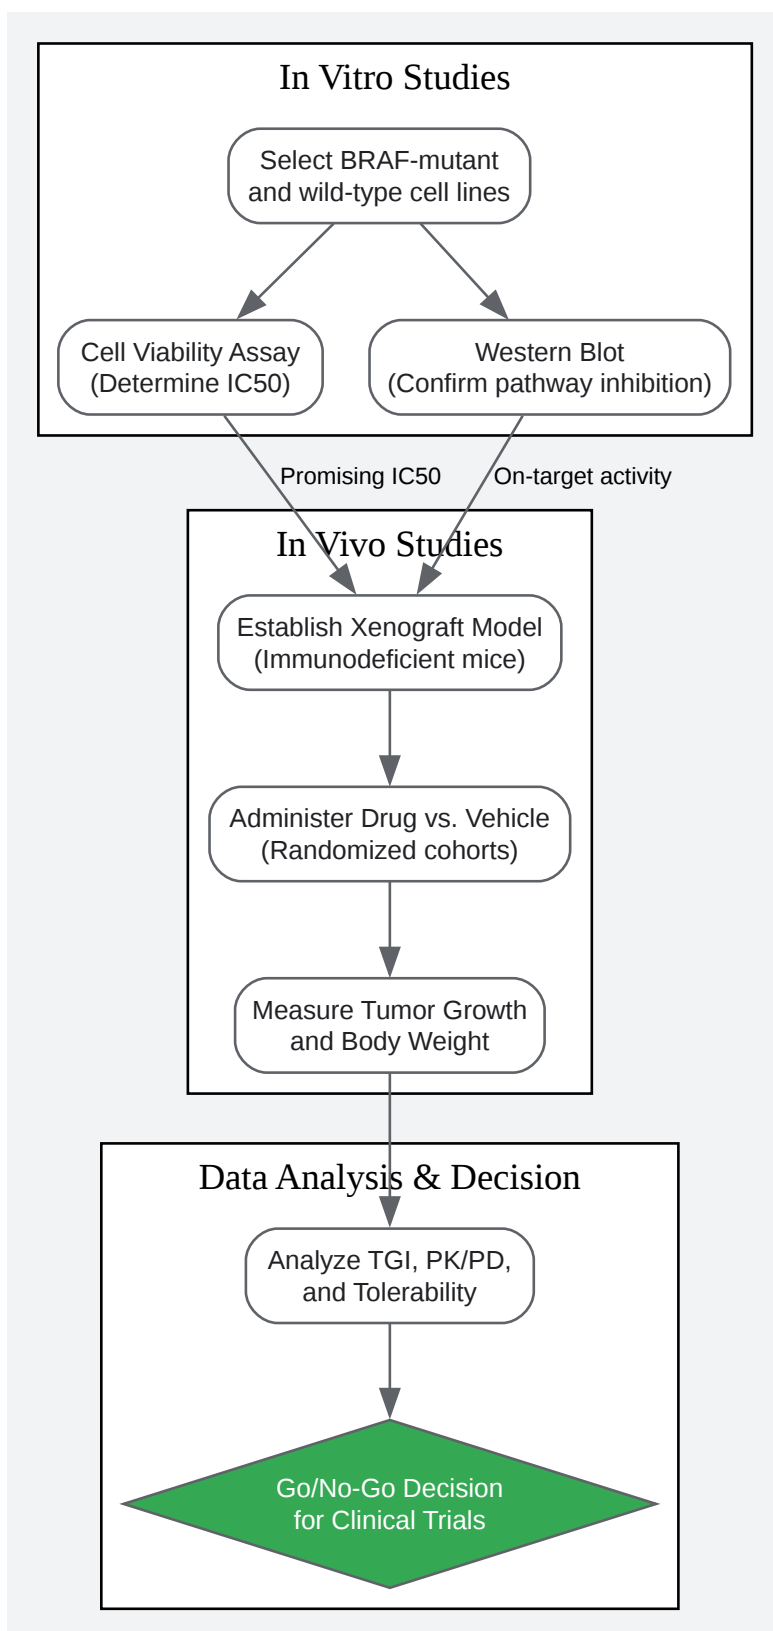 In Vitro Studies
Select BRAF-mutant
and wild-type cell lines
Cell Viability Assay
(Determine IC50)
Western Blot
(Confirm pathway inhibition)
Promising IC50
On-target activity
In Vivo Studies
Establish Xenograft Model
(Immunodeficient mice)
Administer Drug vs. Vehicle
(Randomized cohorts)
Measure Tumor Growth
and Body Weight
Data Analysis & Decision
Analyze TGI, PK/PD,
and Tolerability
Go/No-Go Decision
for Clinical Trials